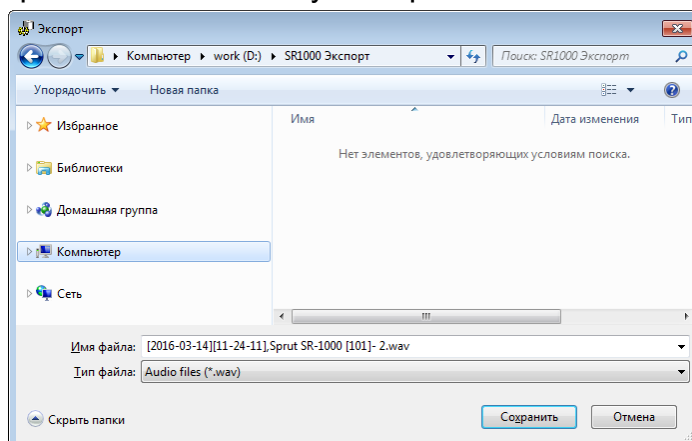 Экспорт
Компьютер ▸ work (D:) ▸ SR1000 Экспорт
Поиск: SR1000 Экспорт
Упорядочить
Новая папка
Имя
Дата изменения
Тип
Избранное
Нет элементов, удовлетворяющих условиям поиска.
Библиотеки
Домашняя группа
Компьютер
Сеть
Имя файла: [2016-03-14][11-24-11],Sprut SR-1000 [101]- 2.wav
Тип файла: Audio files (*.wav)
Скрыть папки
Сохранить
Отмена